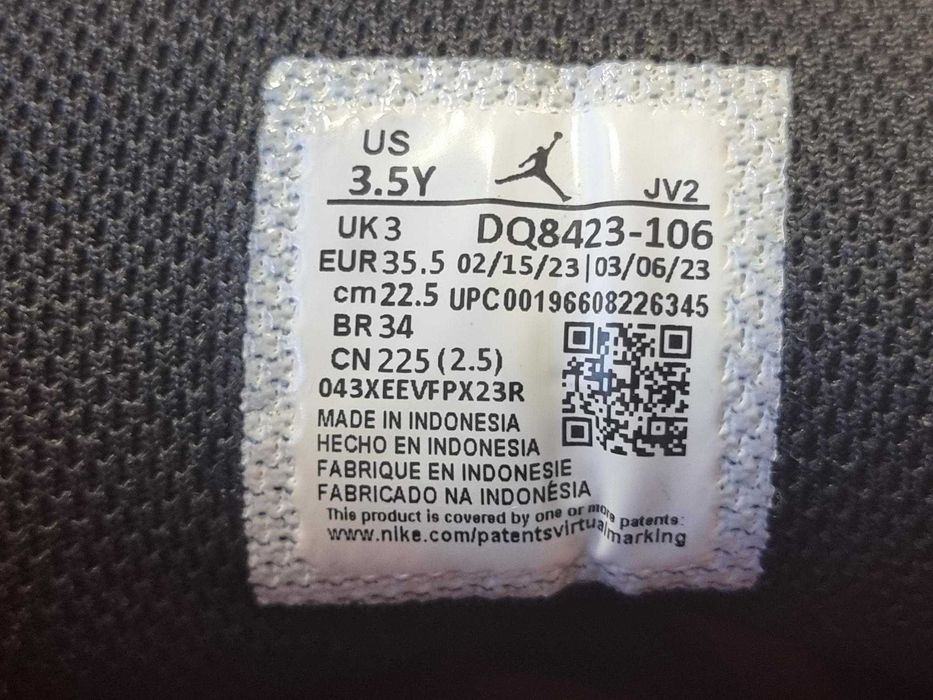 US
3.5Y
JV2
UK 3
DQ8423-106
EUR 35.5 02/15/23|03/06/23
cm 22.5 UPC 00196608226345
BR 34
CN 225 (2.5)
043XEEVFPX23R
MADE IN INDONESIA
HECHO EN INDONESIA
FABRIQUE EN INDONESIE
FABRICADO NA INDONÉSIA
This product is covered by one or more patents:
www.nike.com/patentsvirtualmarking